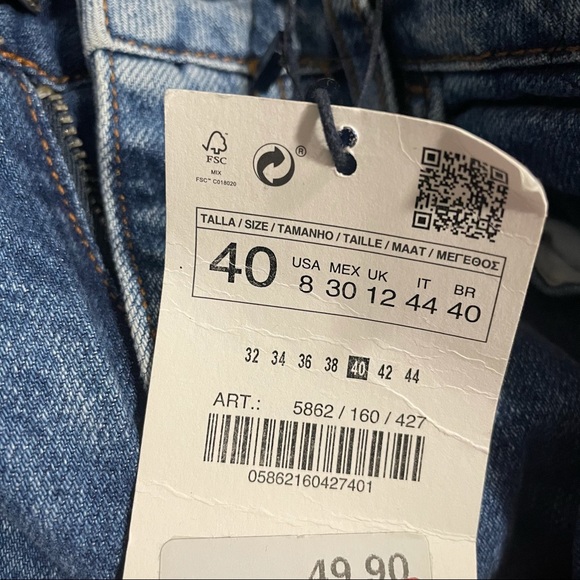 FSC
MIX
FSC™ C018020
®
TALLA / SIZE / TAMANHO / TAILLE / MAAT / ΜΕΓΕΘΟΣ
40
USA MEX UK IT BR
8 30 12 44 40
32 34 36 38 40 42 44
ART.: 5862 / 160 / 427
05862160427401
49.90